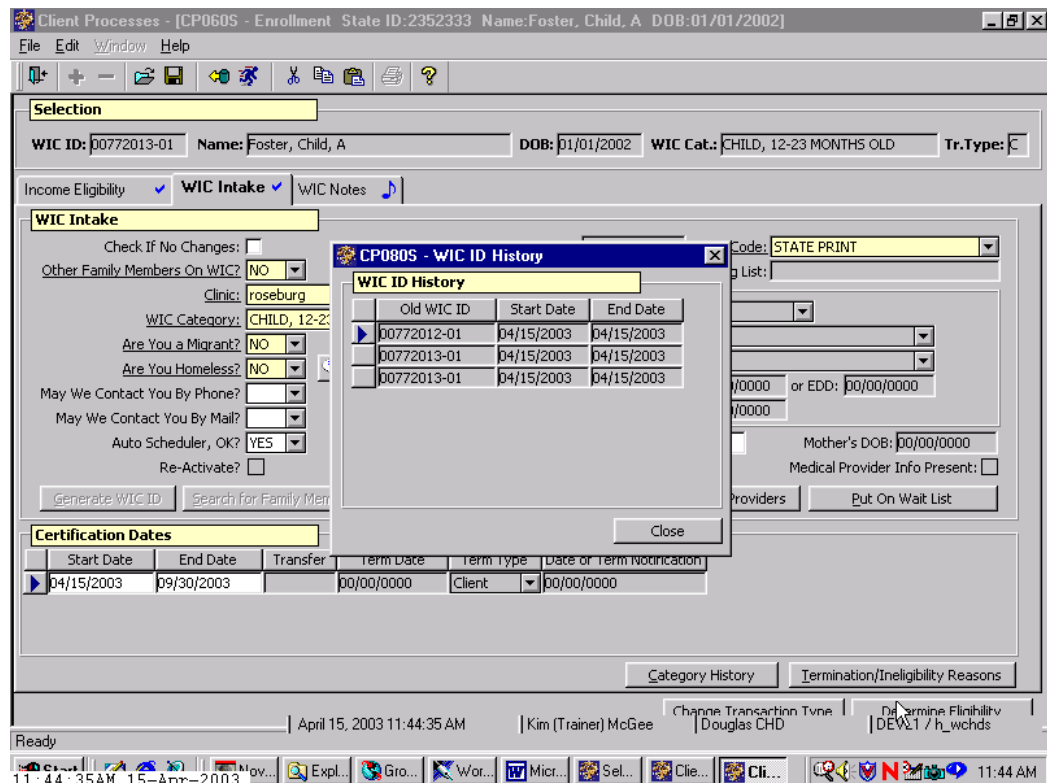 Client Processes - [CP060S - Enrollment State ID:2352333 Name:Foster, Child, A DOB:01/01/2002]
File Edit Window Help
Selection
WIC ID: 00772013-01 Name: Foster, Child, A DOB: 01/01/2002 WIC Cat.: CHILD, 12-23 MONTHS OLD Tr.Type: C
Income Eligibility WIC Intake WIC Notes
WIC Intake
Check If No Changes: Code: STATE PRINT
Other Family Members On WIC? NO g List:
Clinic: roseburg
WIC Category: CHILD, 12-23
Are You a Migrant? NO
Are You Homeless? NO
May We Contact You By Phone? /0000 or EDD: 00/00/0000
May We Contact You By Mail? /0000
Auto Scheduler, OK? YES Mother's DOB: 00/00/0000
Re-Activate? Medical Provider Info Present:
Generate WIC ID Search for Family Mem Providers Put On Wait List
CP080S - WIC ID History
WIC ID History
Old WIC ID Start Date End Date
00772012-01 04/15/2003 04/15/2003
00772013-01 04/15/2003 04/15/2003
00772013-01 04/15/2003 04/15/2003
Close
Certification Dates
Start Date End Date Transfer Term Date Term Type Date of Term Notification
04/15/2003 09/30/2003 00/00/0000 Client 00/00/0000
Category History Termination/Ineligibility Reasons
Change Transaction Type Determine Eligibility
April 15, 2003 11:44:35 AM Kim (Trainer) McGee Douglas CHD DEV21 / h_wchds
Ready
Start Nov... Expl... Gro... Wor... Micr... Sel... Clie... Cli... 11:44 AM
11:44:35AM 15-Apr-2003